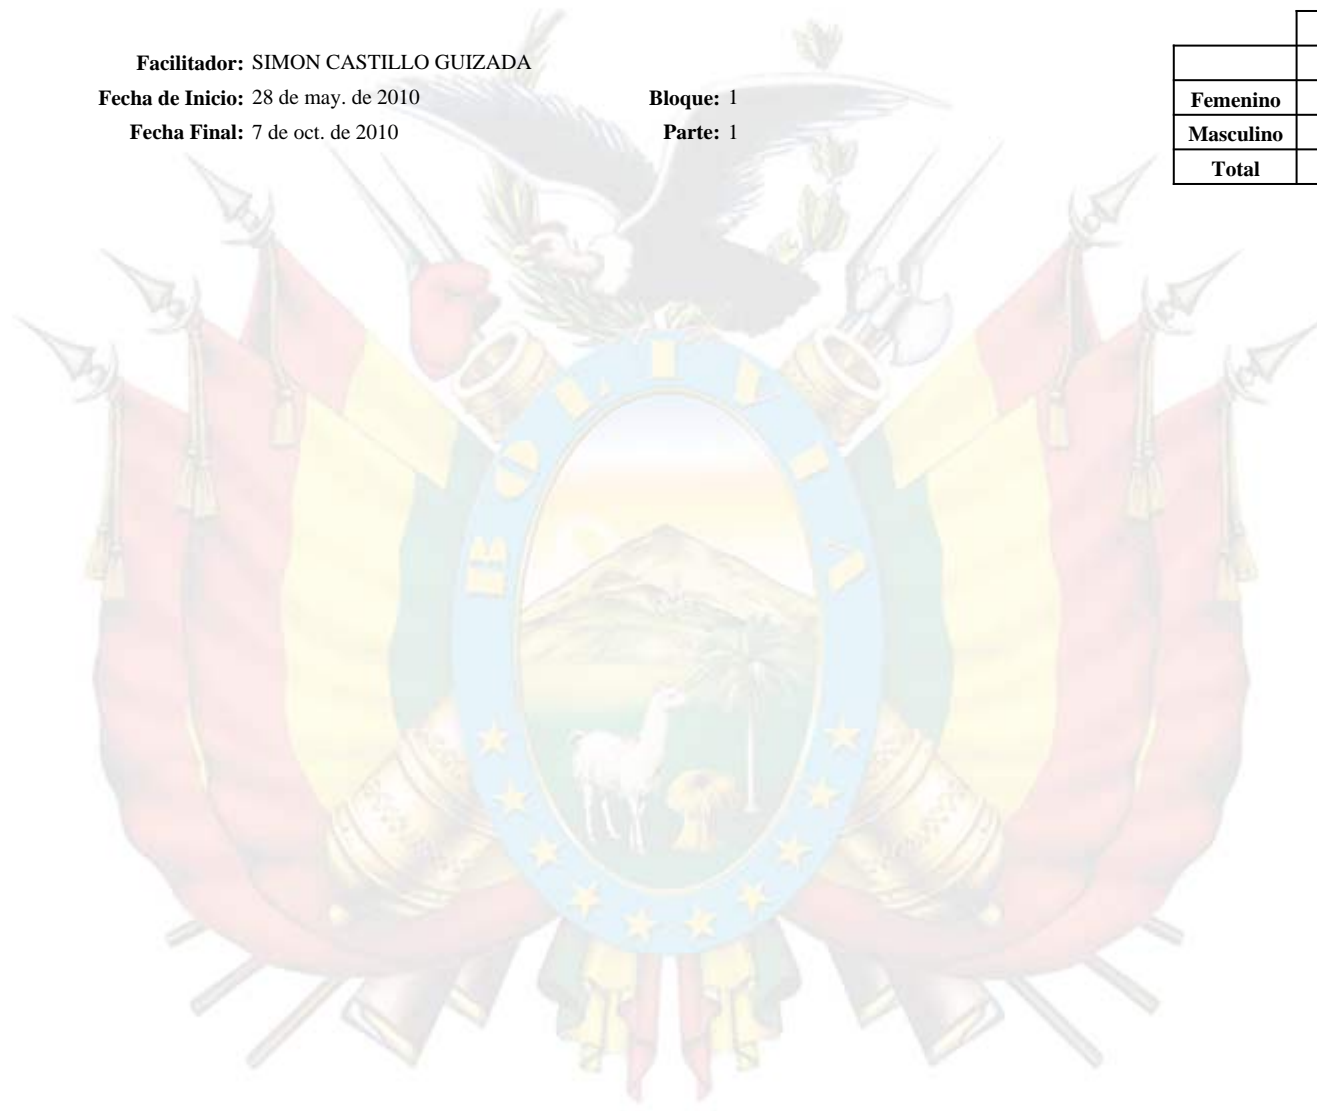 Facilitador: SIMON CASTILLO GUIZADA
Fecha de Inicio: 28 de may. de 2010 Bloque: 1
Fecha Final: 7 de oct. de 2010 Parte: 1
Femenino
Masculino
Total
BOLIVIA